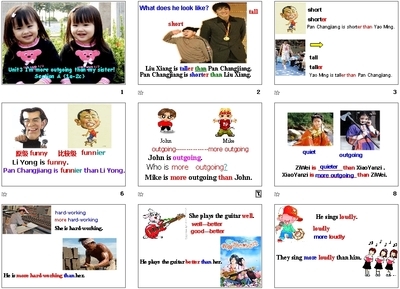 Unit3 I'm more outgoing than my sister!
Section A (1a-2c)
1
What does he look like?
short
tall
Liu Xiang is taller than Pan Changjiang.
Pan Changjiang is shorter than Liu Xiang.
2
short
shorter
Pan Changjiang is shorter than Yao Ming.
tall
taller
Yao Ming is taller than Pan Changjiang.
3
原级 funny 比较级 funnier
Li Yong is funny.
Pan Changjiang is funnier than Li Yong.
6
John Mike
outgoing-----------more outgoing
John is outgoing.
Who is more outgoing?
Mike is more outgoing than John.
quiet outgoing
ZiWei is quieter than XiaoYanzi.
XiaoYanzi is more outgoing than ZiWei.
8
hard-working
more hard-working
She is hard-working.
He is more hard-working than her.
She plays the guitar well.
well---better
good---better
He plays the guitar better than her.
He sings loudly.
loudly
more loudly
They sing more loudly than him.